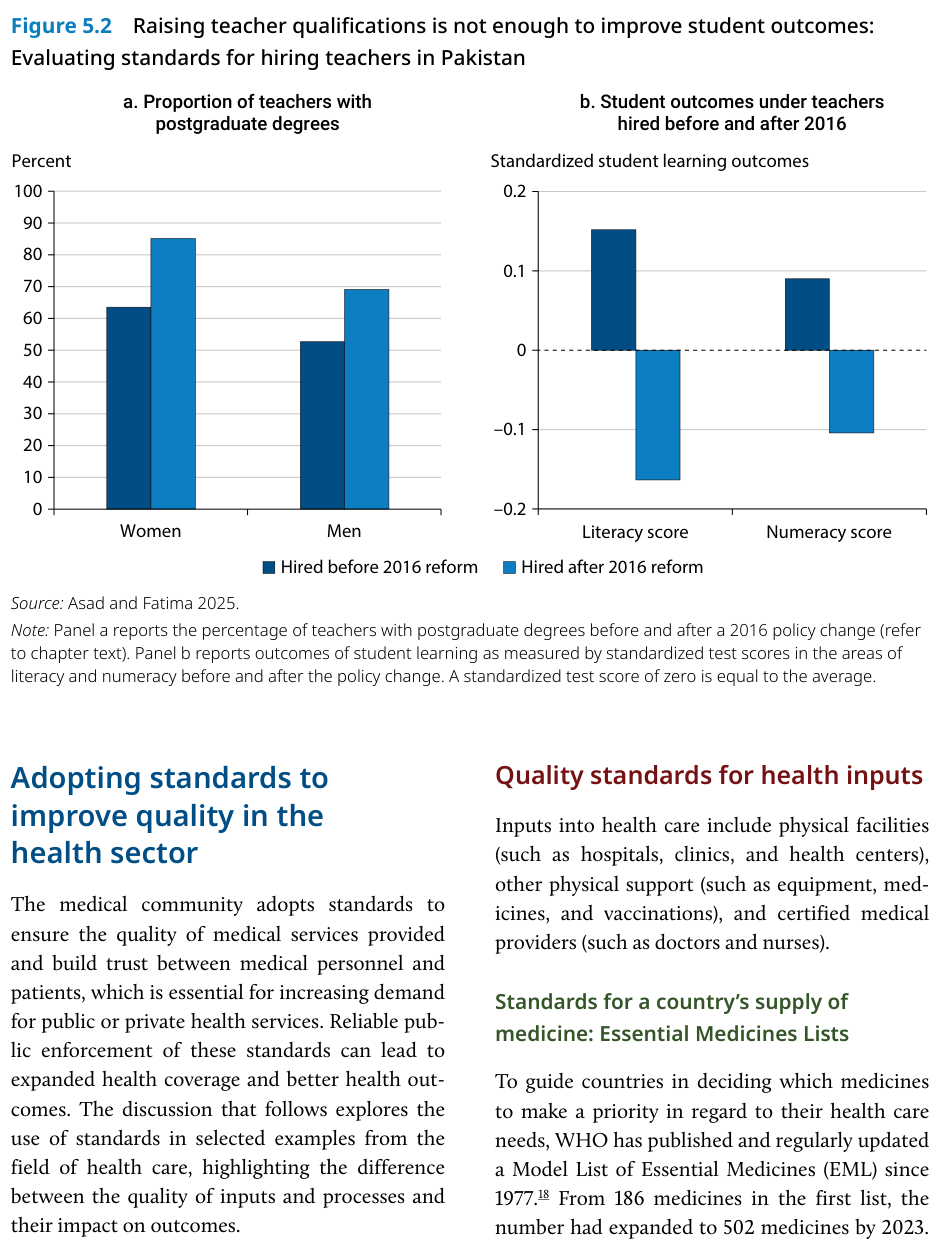 Figure 5.2 Raising teacher qualifications is not enough to improve student outcomes:
Evaluating standards for hiring teachers in Pakistan
a. Proportion of teachers with
postgraduate degrees
Percent
100
90
80
70
60
50
40
30
20
10
0
Women
Men
b. Student outcomes under teachers
hired before and after 2016
Standardized student learning outcomes
0.2
0.1
0
–0.1
–0.2
Literacy score
Numeracy score
Hired before 2016 reform
Hired after 2016 reform
Source: Asad and Fatima 2025.
Note: Panel a reports the percentage of teachers with postgraduate degrees before and after a 2016 policy change (refer
to chapter text). Panel b reports outcomes of student learning as measured by standardized test scores in the areas of
literacy and numeracy before and after the policy change. A standardized test score of zero is equal to the average.
Adopting standards to
improve quality in the
health sector
The medical community adopts standards to
ensure the quality of medical services provided
and build trust between medical personnel and
patients, which is essential for increasing demand
for public or private health services. Reliable pub-
lic enforcement of these standards can lead to
expanded health coverage and better health out-
comes. The discussion that follows explores the
use of standards in selected examples from the
field of health care, highlighting the difference
between the quality of inputs and processes and
their impact on outcomes.
Quality standards for health inputs
Inputs into health care include physical facilities
(such as hospitals, clinics, and health centers),
other physical support (such as equipment, med-
icines, and vaccinations), and certified medical
providers (such as doctors and nurses).
Standards for a country's supply of
medicine: Essential Medicines Lists
To guide countries in deciding which medicines
to make a priority in regard to their health care
needs, WHO has published and regularly updated
a Model List of Essential Medicines (EML) since
1977.18 From 186 medicines in the first list, the
number had expanded to 502 medicines by 2023.